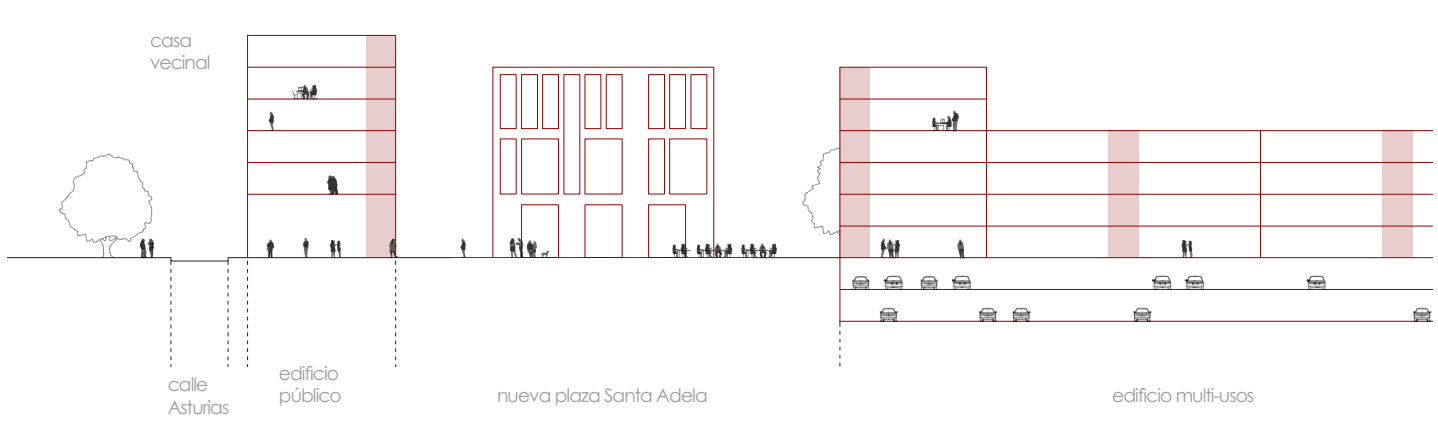 casa
vecinal
calle
Asturias
edificio
público
nueva plaza Santa Adela
edificio multi-usos